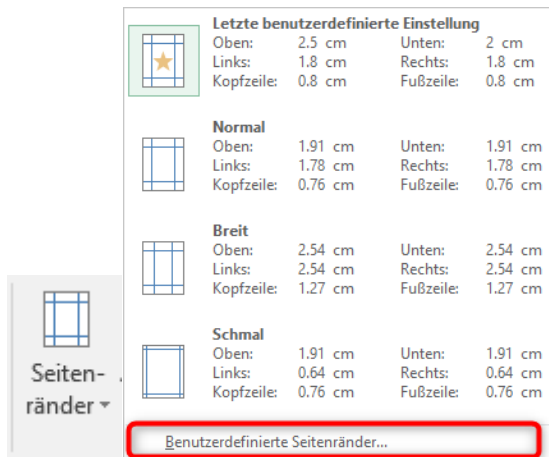 Letzte benutzerdefinierte Einstellung
Oben: 2.5 cm Unten: 2 cm
Links: 1.8 cm Rechts: 1.8 cm
Kopfzeile: 0.8 cm Fußzeile: 0.8 cm
Normal
Oben: 1.91 cm Unten: 1.91 cm
Links: 1.78 cm Rechts: 1.78 cm
Kopfzeile: 0.76 cm Fußzeile: 0.76 cm
Breit
Oben: 2.54 cm Unten: 2.54 cm
Links: 2.54 cm Rechts: 2.54 cm
Kopfzeile: 1.27 cm Fußzeile: 1.27 cm
Schmal
Oben: 1.91 cm Unten: 1.91 cm
Links: 0.64 cm Rechts: 0.64 cm
Kopfzeile: 0.76 cm Fußzeile: 0.76 cm
Benutzerdefinierte Seitenränder...
Seiten-
ränder